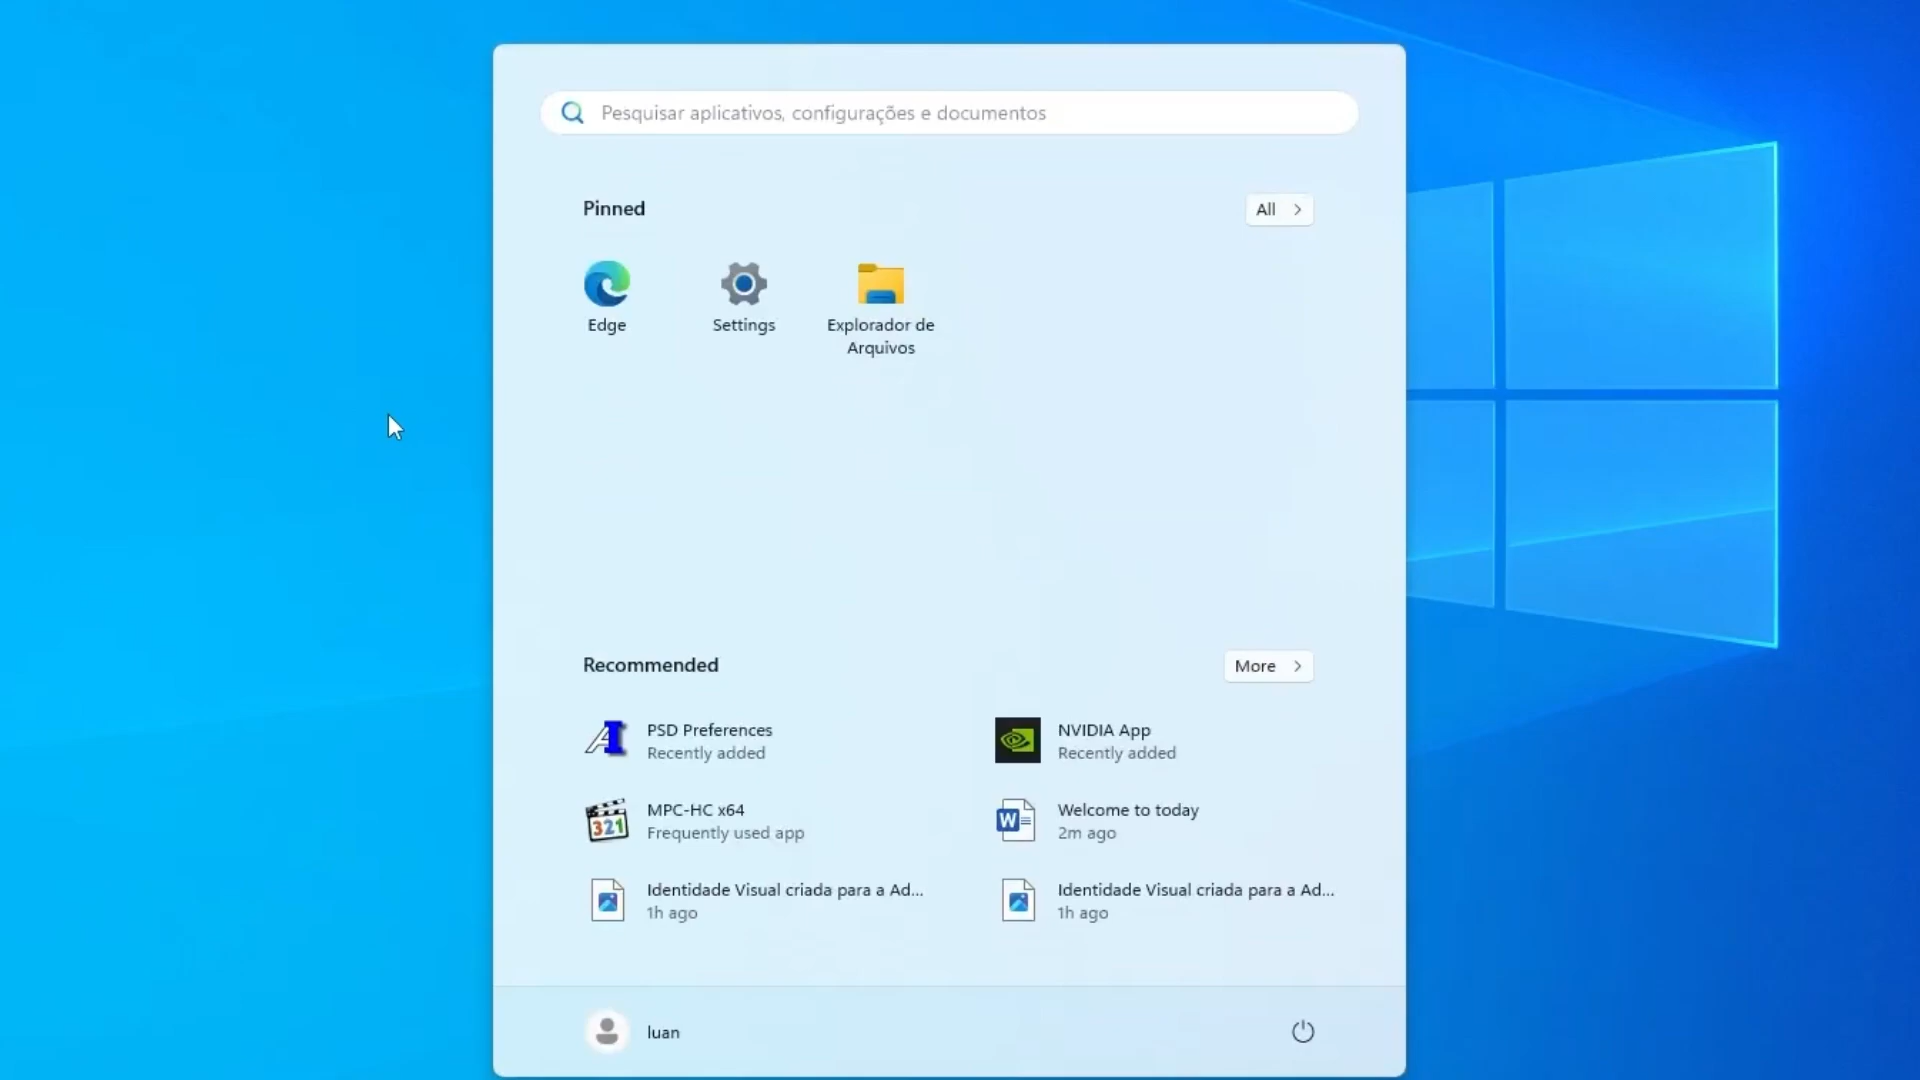 Pesquisar aplicativos, configurações e documentos
Pinned
All
Edge
Settings
Explorador de
Arquivos
Recommended
More
PSD Preferences
Recently added
NVIDIA App
Recently added
MPC-HC x64
Frequently used app
Welcome to today
2m ago
Identidade Visual criada para a Ad...
1h ago
Identidade Visual criada para a Ad...
1h ago
luan